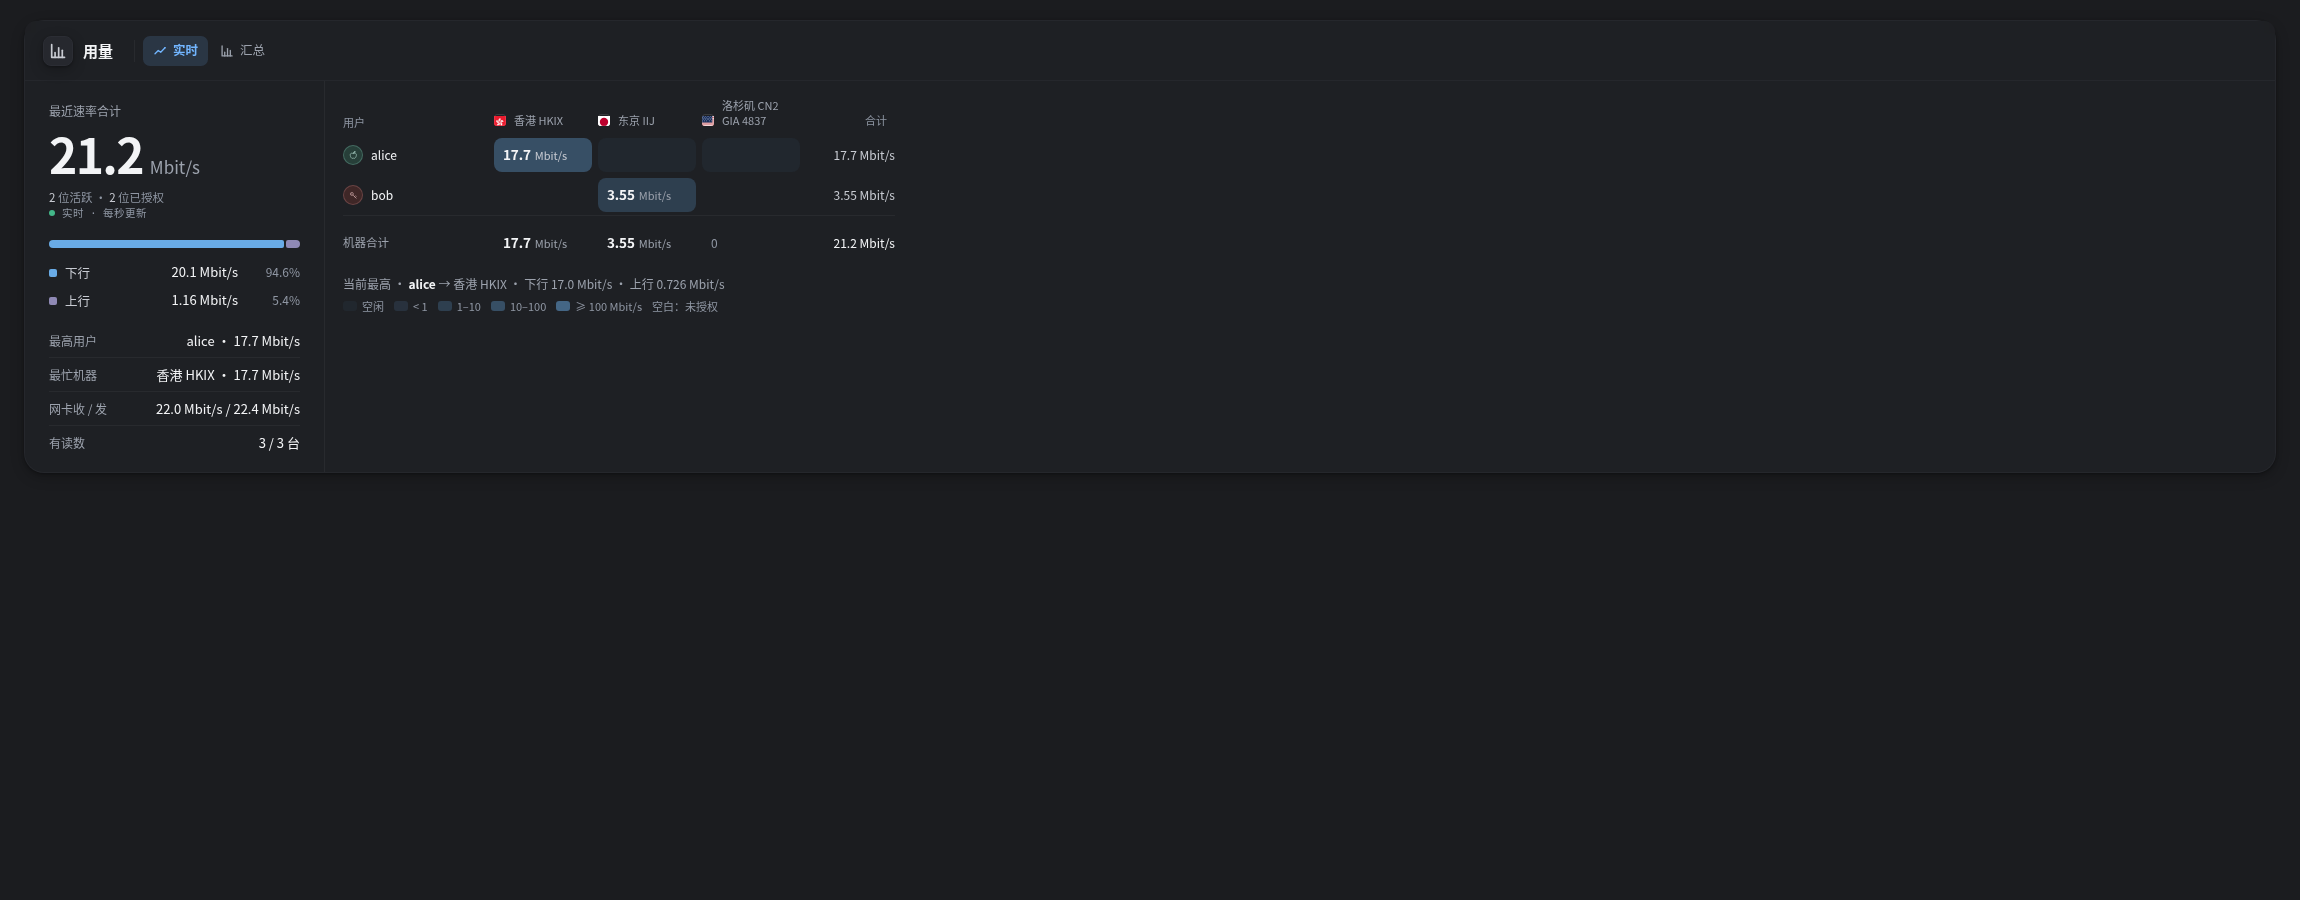 用量
实时
汇总
最近速率合计
21.2 Mbit/s
2 位活跃 · 2 位已授权
实时 · 每秒更新
下行 20.1 Mbit/s 94.6%
上行 1.16 Mbit/s 5.4%
最高用户 alice · 17.7 Mbit/s
最忙机器 香港 HKIX · 17.7 Mbit/s
网卡收 / 发 22.0 Mbit/s / 22.4 Mbit/s
有读数 3 / 3 台
用户 香港 HKIX 东京 IIJ 洛杉矶 CN2 GIA 4837 合计
alice 17.7 Mbit/s 17.7 Mbit/s
bob 3.55 Mbit/s 3.55 Mbit/s
机器合计 17.7 Mbit/s 3.55 Mbit/s 0 21.2 Mbit/s
当前最高 · alice → 香港 HKIX · 下行 17.0 Mbit/s · 上行 0.726 Mbit/s
空闲 < 1 1–10 10–100 ≥ 100 Mbit/s 空白：未授权